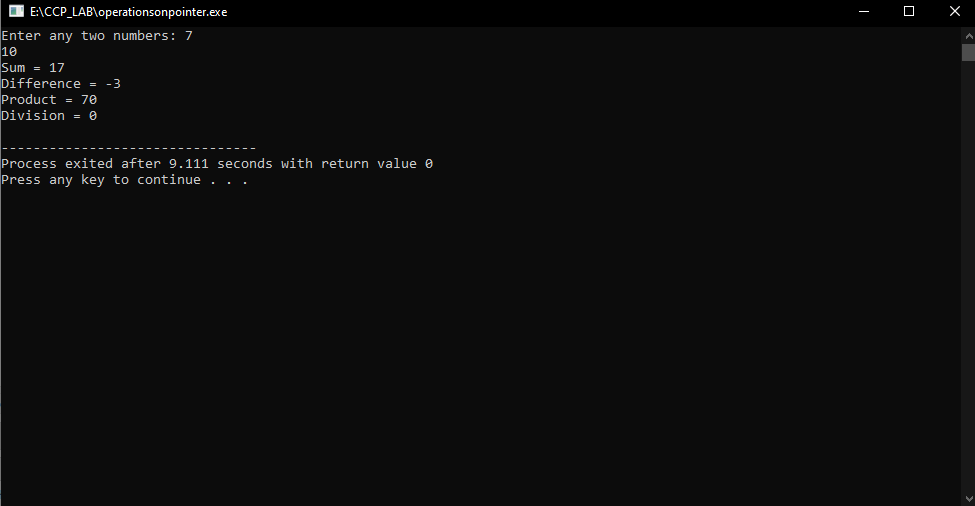 E:\CCP_LAB\operationsonpointer.exe
Enter any two numbers: 7
10
Sum = 17
Difference = -3
Product = 70
Division = 0
--------------------------------
Process exited after 9.111 seconds with return value 0
Press any key to continue . . .